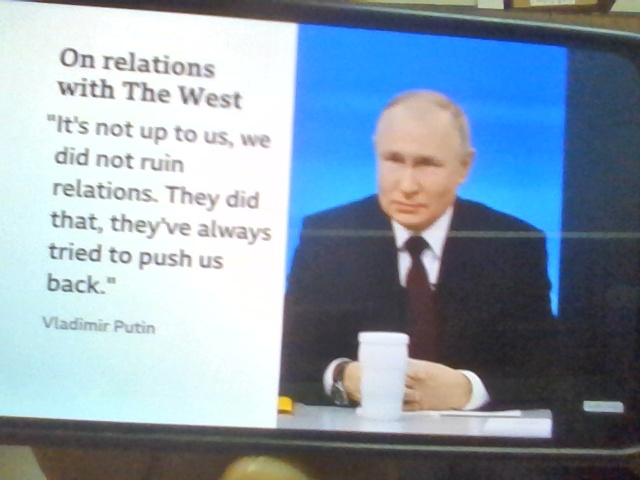 On relations
with The West
"It's not up to us, we
did not ruin
relations. They did
that, they've always
tried to push us
back."
Vladimir Putin